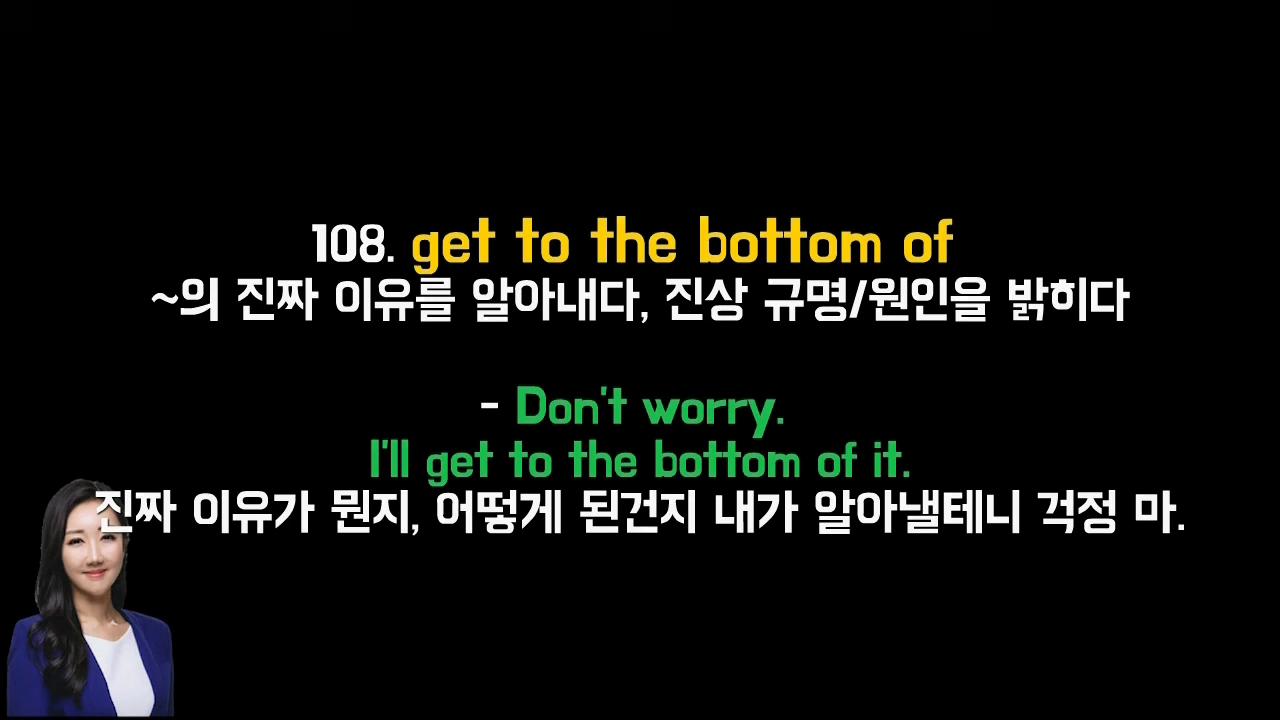 108. get to the bottom of
~의 진짜 이유를 알아내다, 진상 규명/원인을 밝히다
- Don't worry.
I'll get to the bottom of it.
진짜 이유가 뭔지, 어떻게 된건지 내가 알아낼테니 걱정 마.